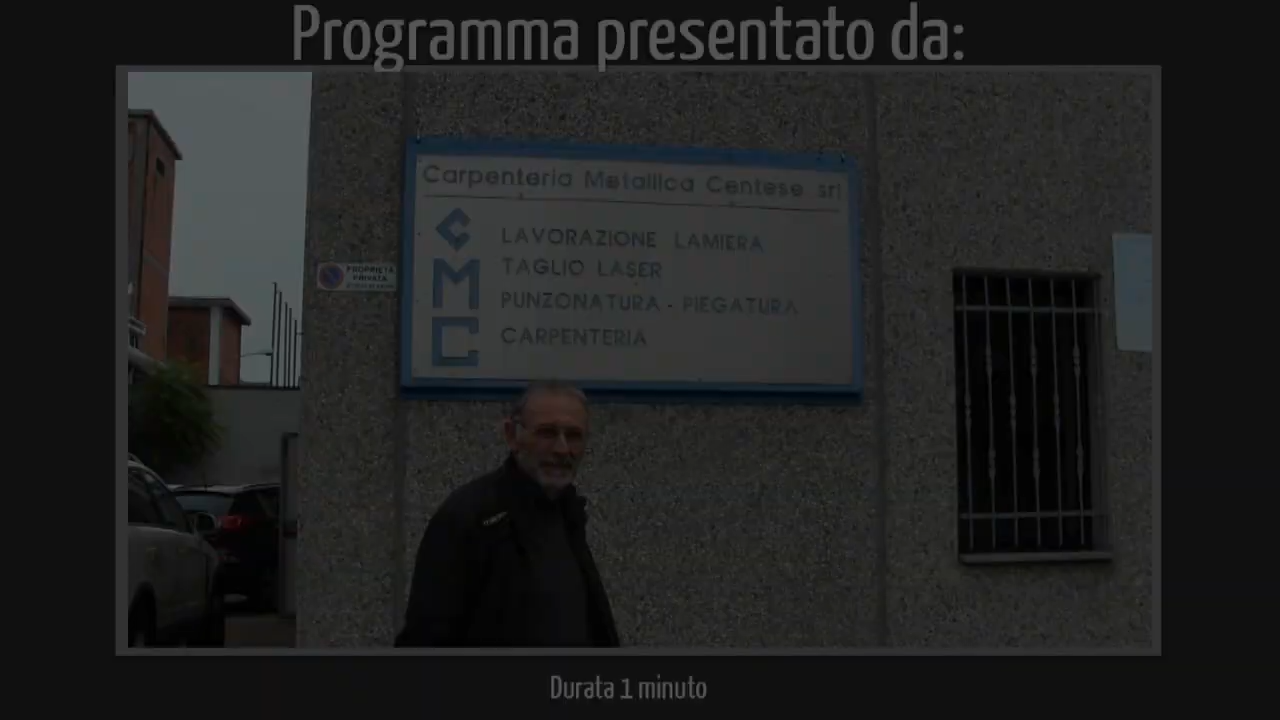 Programma presentato da:
Carpenteria Metallica Centese srl
CMC
LAVORAZIONE LAMIERA
TAGLIO LASER
PUNZONATURA - PIEGATURA
CARPENTERIA
PROPRIETÀ
PRIVATA
Durata 1 minuto